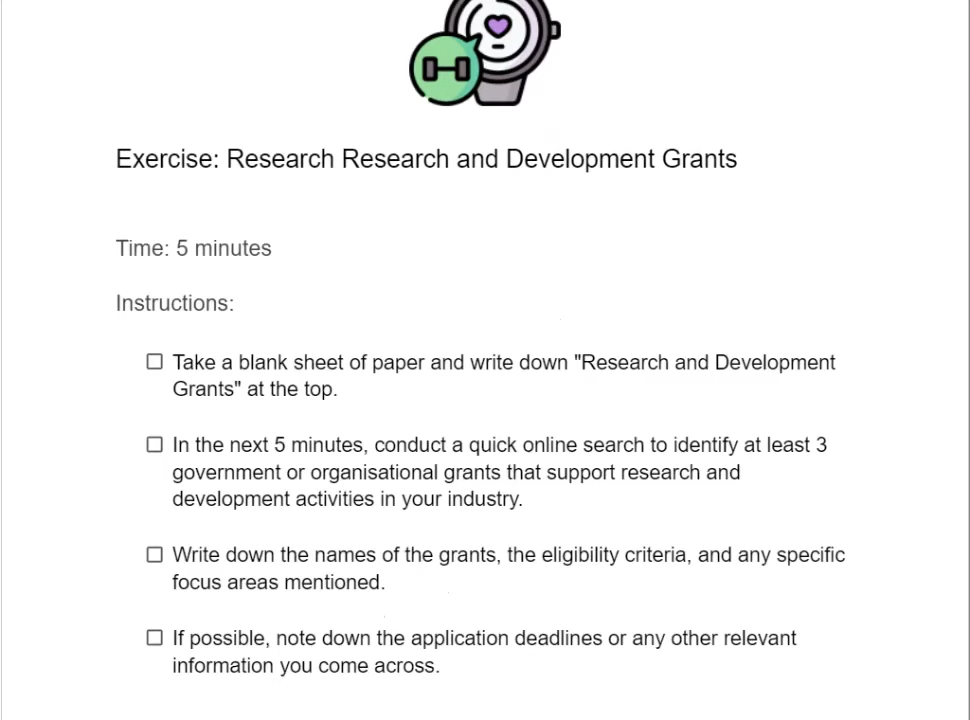 Exercise: Research Research and Development Grants
Time: 5 minutes
Instructions:
Take a blank sheet of paper and write down "Research and Development
Grants" at the top.
In the next 5 minutes, conduct a quick online search to identify at least 3
government or organisational grants that support research and
development activities in your industry.
Write down the names of the grants, the eligibility criteria, and any specific
focus areas mentioned.
If possible, note down the application deadlines or any other relevant
information you come across.